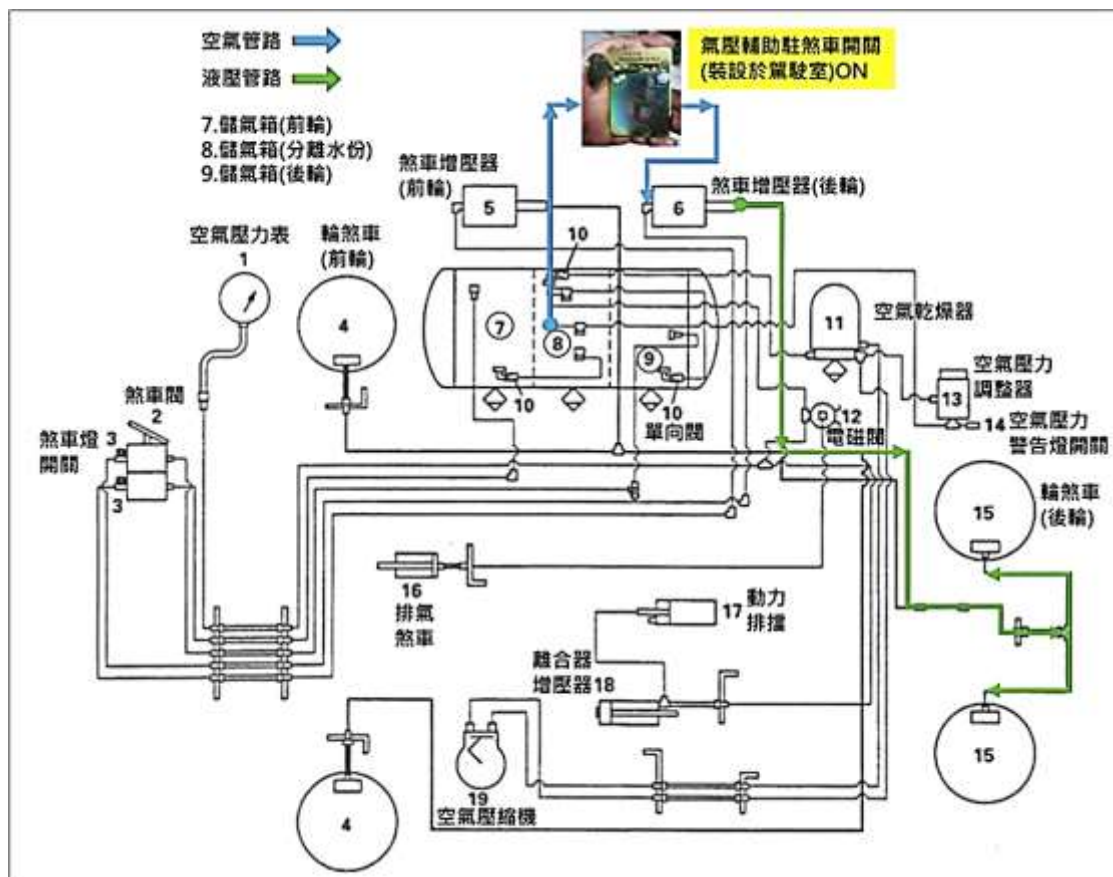 空氣管路
液壓管路
7.儲氣箱(前輪)
8.儲氣箱(分離水份)
9.儲氣箱(後輪)
氣壓輔助駐煞車開關
(裝設於駕駛室)ON
煞車增壓器
(前輪)
5
6
煞車增壓器(後輪)
空氣壓力表
1
輪煞車
(前輪)
4
10
7
8
9
10
10
單向閥
11
空氣乾燥器
12
電磁閥
空氣壓力
調整器
13
14
空氣壓力
警告燈開關
煞車閥
2
煞車燈
開關
3
3
15
輪煞車
(後輪)
16
排氣
煞車
17
動力
排擋
離合器
增壓器18
19
空氣壓縮機
4
15